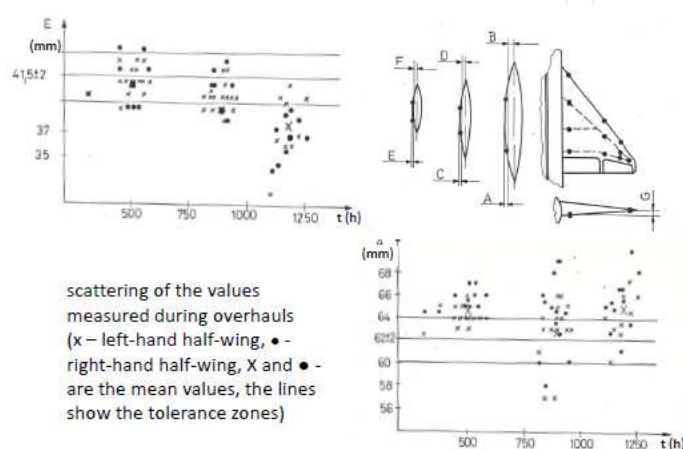 E
(mm)
41,5±2
37
35
500 750 1000 1250 t (h)
B
F D
E
C
A
G
(mm)
68
66
64
62±2
60
58
56
500 750 1000 1250 t (h)
scattering of the values
measured during overhauls
(x – left-hand half-wing, ● -
right-hand half-wing, X and ● -
are the mean values, the lines
show the tolerance zones)